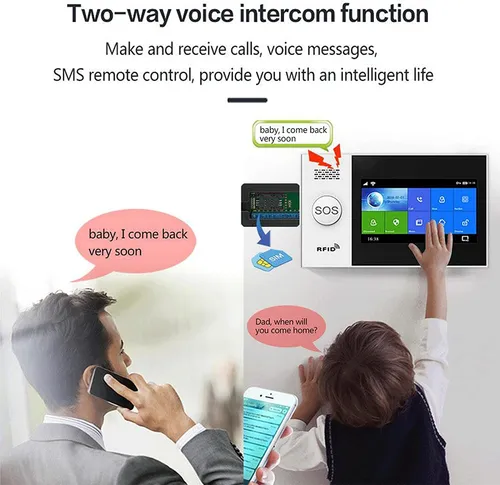 Two-way voice intercom function
Make and receive calls, voice messages,
SMS remote control, provide you with an intelligent life
baby, I come back
very soon
SOS
RFID
SIM
16:38
baby, I come back
very soon
Dad, when will
you come home?